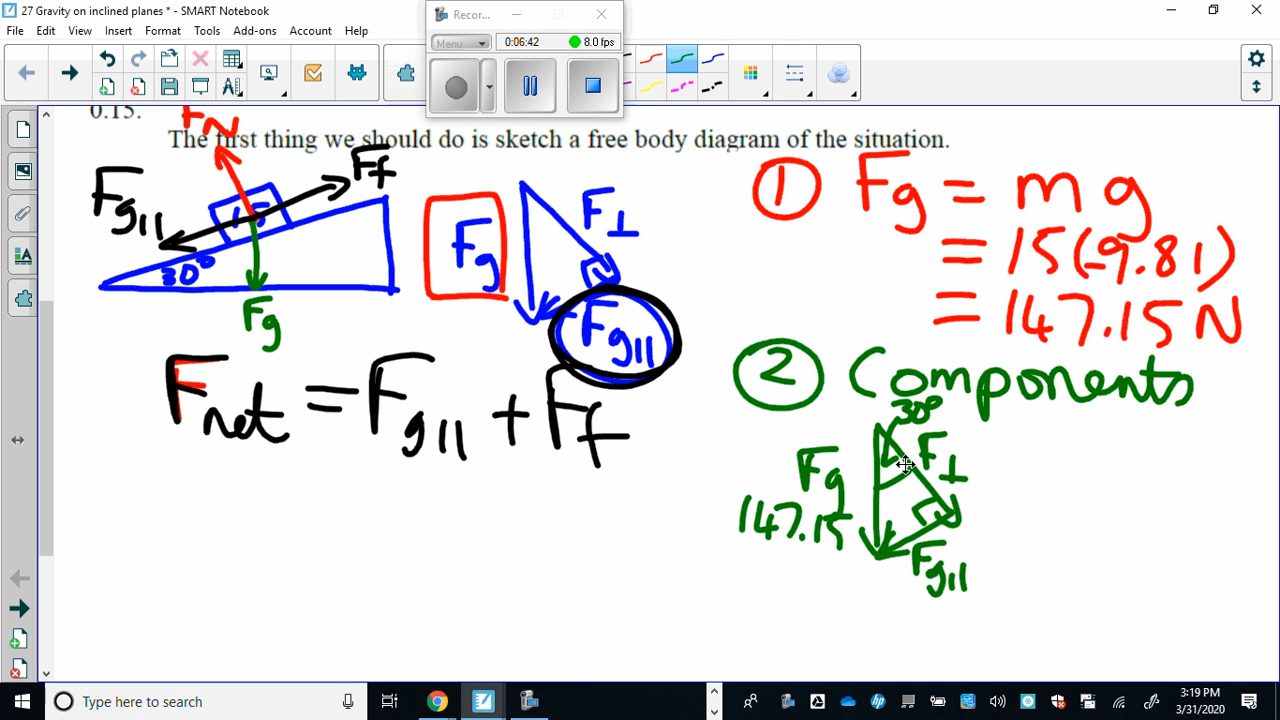 27 Gravity on inclined planes * - SMART Notebook
File Edit View Insert Format Tools Add-ons Account Help
Recor...
Menu 0:06:42 8.0 fps
0.15.
The first thing we should do is sketch a free body diagram of the situation.
FN
Ff
Fg||
15
30°
Fg
Fg
F⊥
Fg||
Fnet = Fg|| + Ff
① Fg = mg
= 15(-9.81)
= 147.15 N
② Components
30°
Fg
F⊥
147.15
Fg||
Type here to search
3:19 PM
3/31/2020